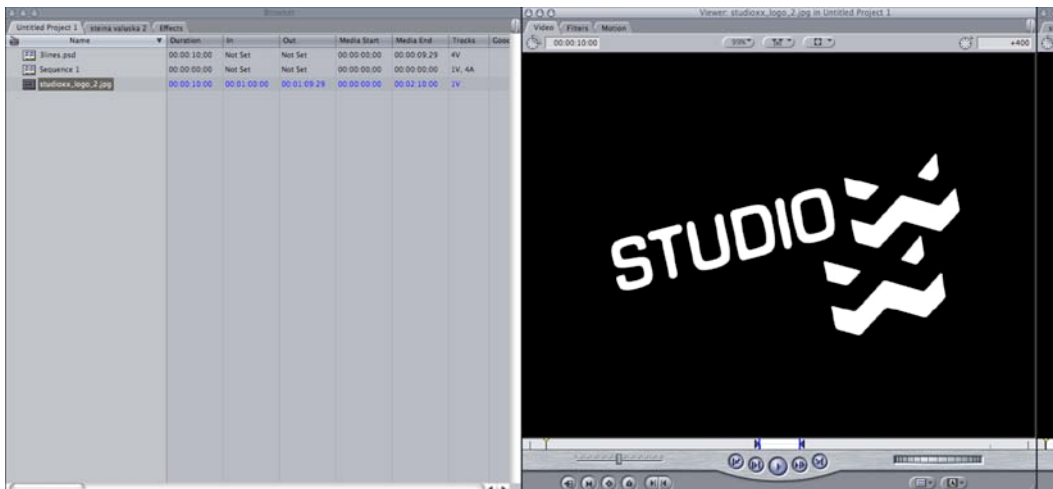 Browser
Untitled Project 1 steina valuska 2 Effects
Name Duration In Out Media Start Media End Tracks Good
3lines.psd 00:00:10:00 Not Set Not Set 00:00:00:00 00:00:09:29 4V
Sequence 1 00:00:00:00 Not Set Not Set 00:00:00:00 00:00:00:00 1V, 4A
studioxx_logo_2.jpg 00:00:10:00 00:01:00:00 00:01:09:29 00:00:00:00 00:02:10:00 1V
Viewer: studioxx_logo_2.jpg in Untitled Project 1
Video Filters Motion
00:00:10:00 +400
STUDIO XX